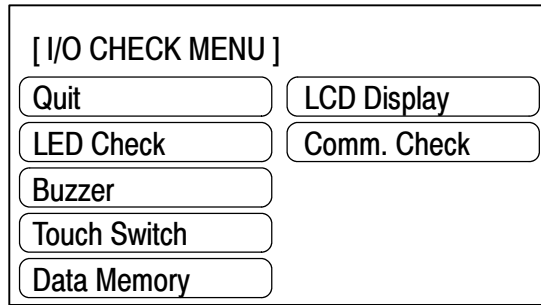 [ I/O CHECK MENU ]
Quit
LCD Display
LED Check
Comm. Check
Buzzer
Touch Switch
Data Memory